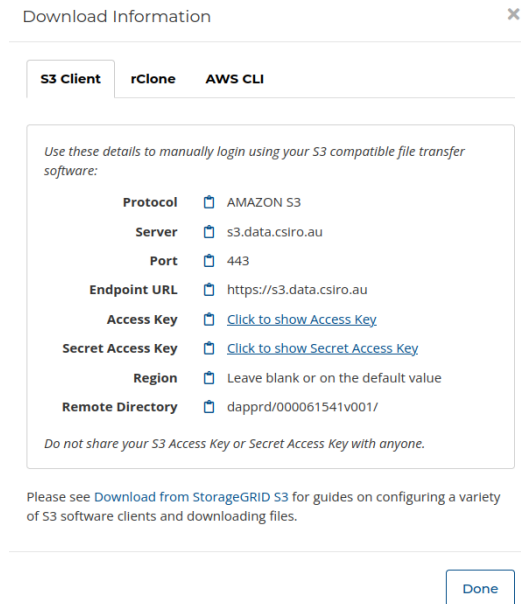 Download Information
×
S3 Client rClone AWS CLI
Use these details to manually login using your S3 compatible file transfer
software:
Protocol AMAZON S3
Server s3.data.csiro.au
Port 443
Endpoint URL https://s3.data.csiro.au
Access Key Click to show Access Key
Secret Access Key Click to show Secret Access Key
Region Leave blank or on the default value
Remote Directory dapprd/000061541v001/
Do not share your S3 Access Key or Secret Access Key with anyone.
Please see Download from StorageGRID S3 for guides on configuring a variety
of S3 software clients and downloading files.
Done